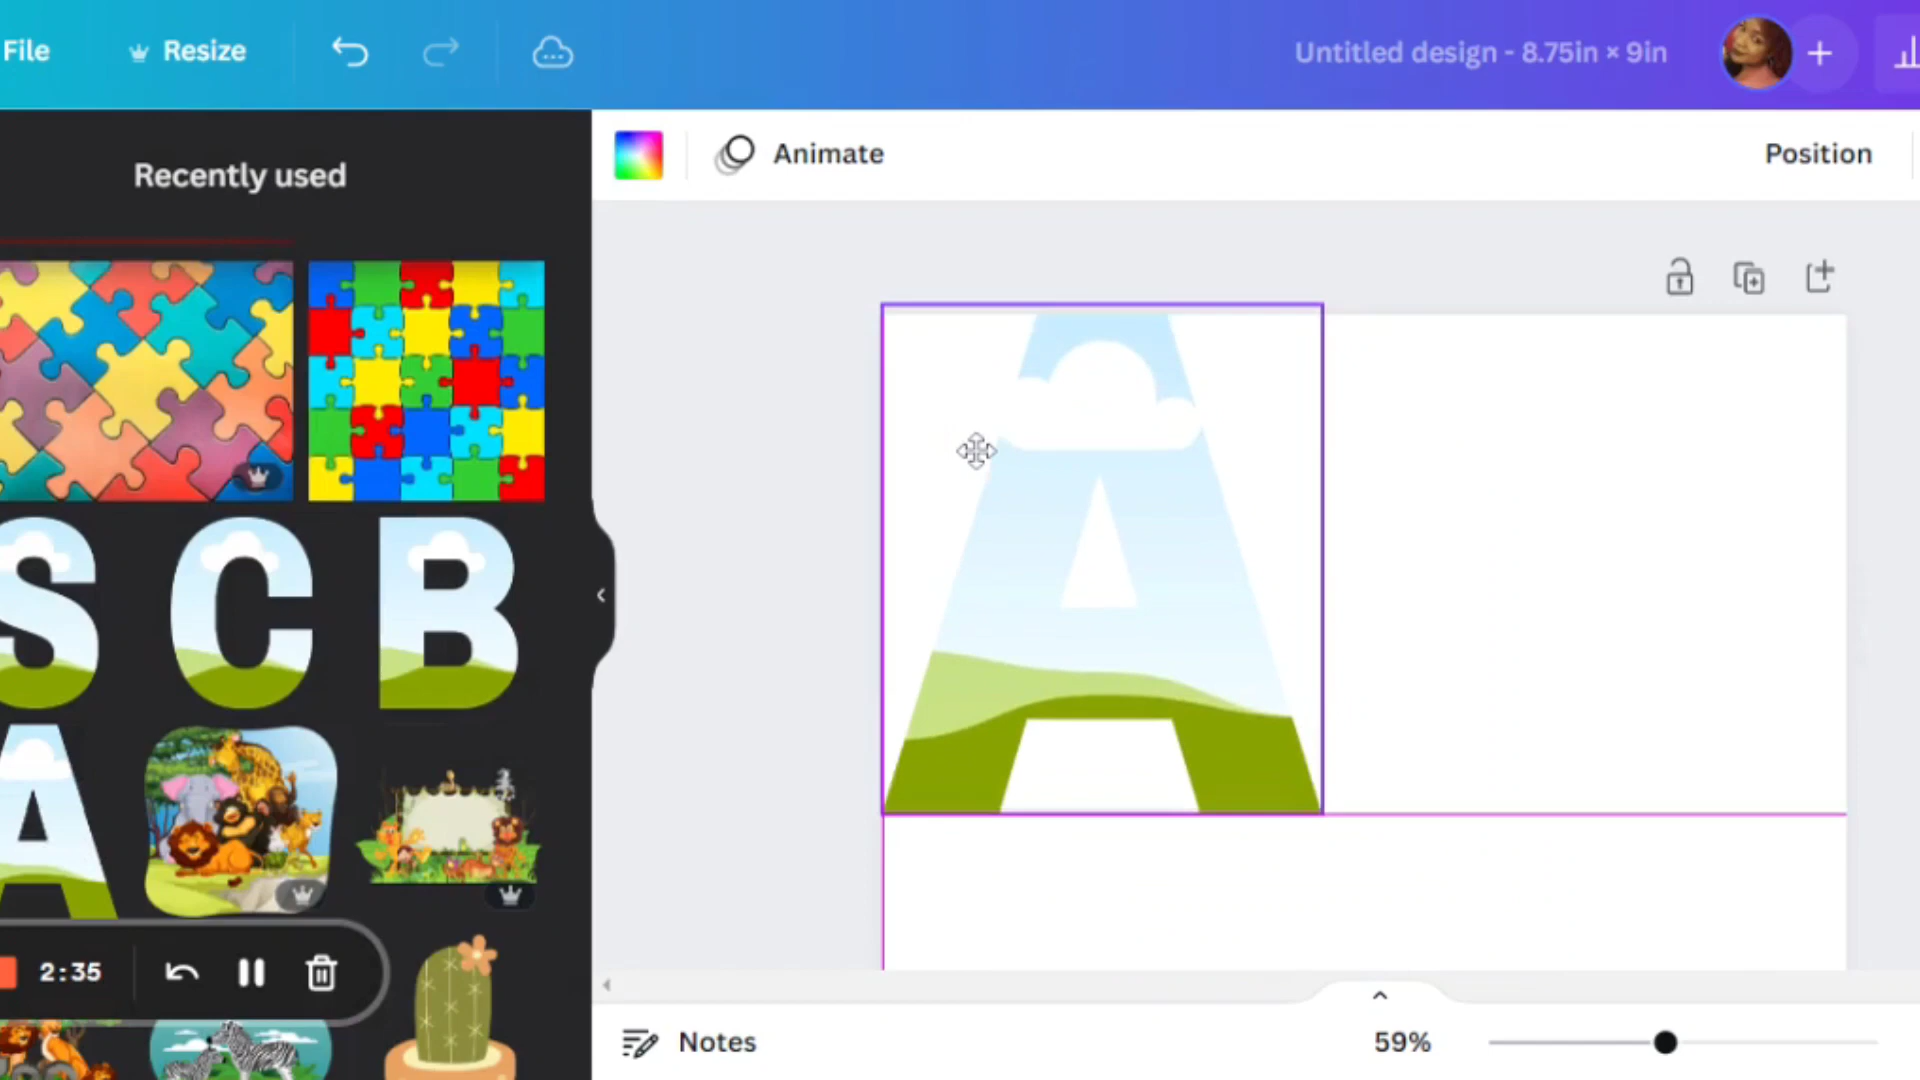 File
Resize
Untitled design - 8.75in × 9in
Recently used
Animate
Position
S
C
B
A
A
2:35
Notes
59%